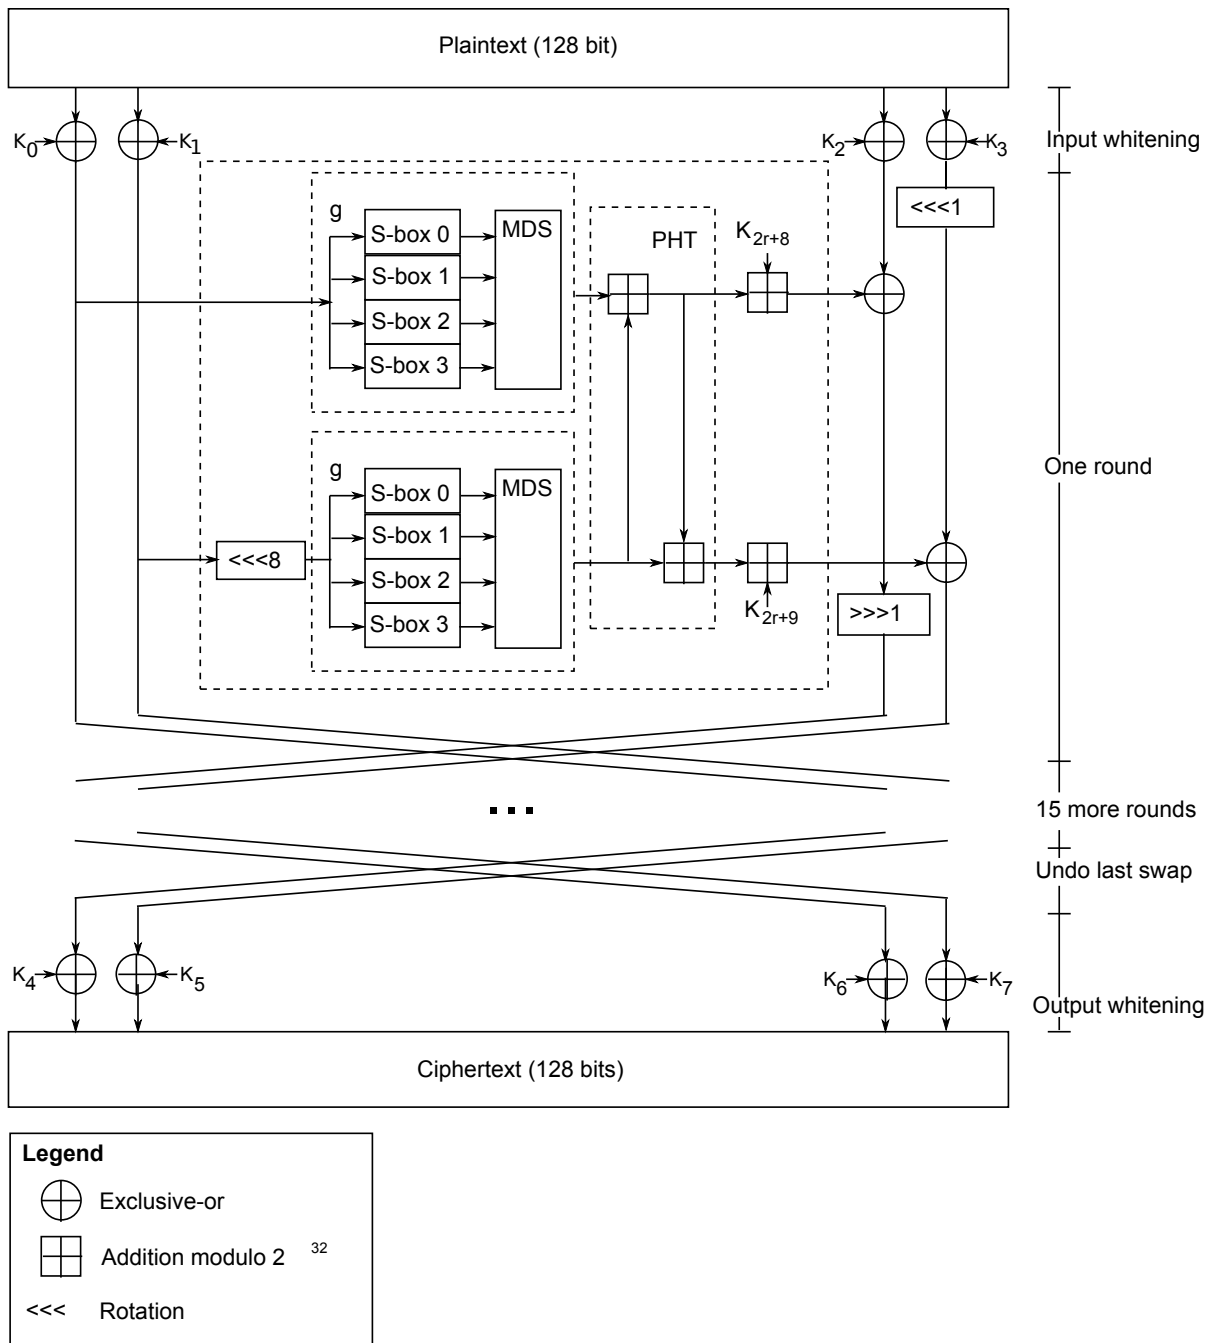 Plaintext (128 bit)
K0 K1 K2 K3 Input whitening
<<<1
g
S-box 0 MDS PHT K2r+8
S-box 1
S-box 2
S-box 3
One round
g
S-box 0 MDS
S-box 1
<<<8
S-box 2
S-box 3 >>>1 K2r+9
... 15 more rounds
Undo last swap
K4 K5 K6 K7
Output whitening
Ciphertext (128 bits)
Legend
Exclusive-or
Addition modulo 2 32
<<< Rotation